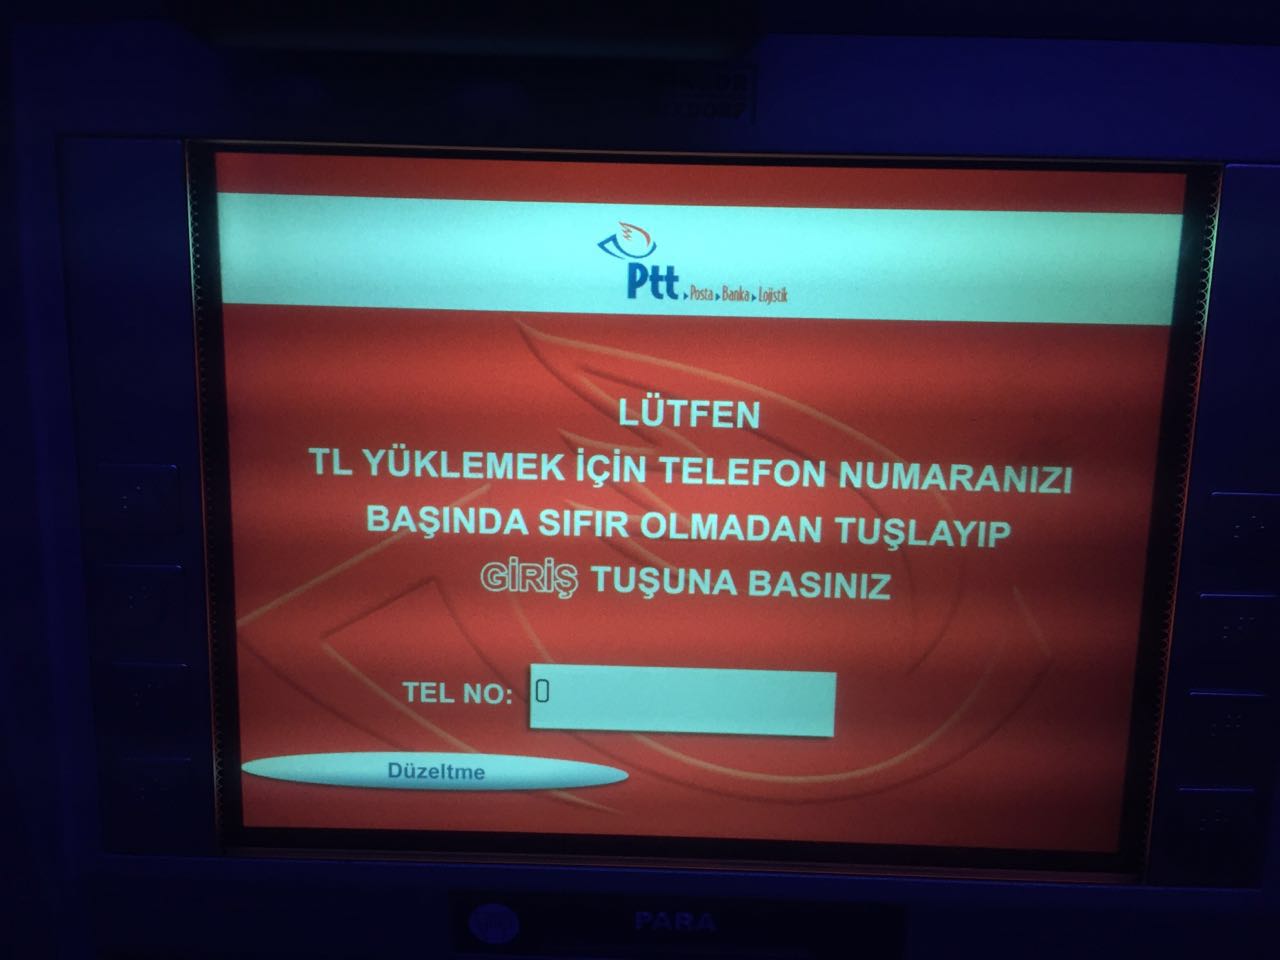 Ptt Posta Banka Lojistik
LÜTFEN
TL YÜKLEMEK İÇİN TELEFON NUMARANIZI
BAŞINDA SIFIR OLMADAN TUŞLAYIP
GİRİŞ TUŞUNA BASINIZ
TEL NO: 0
Düzeltme
PARA